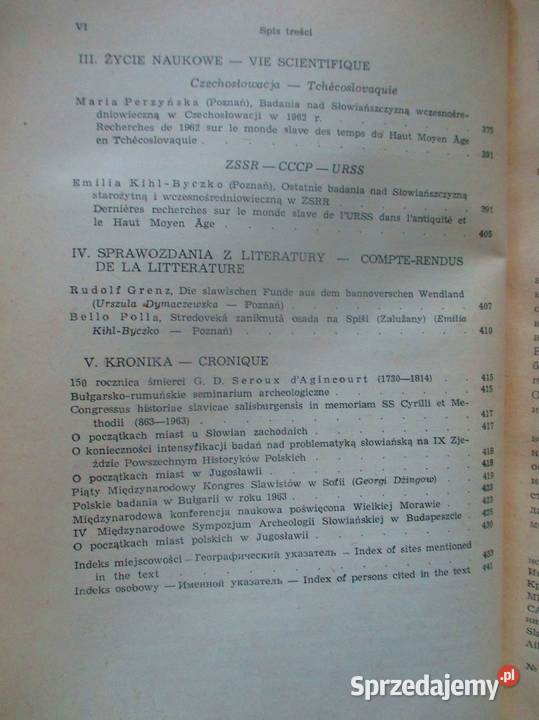 VI
Spis treści
III. ŻYCIE NAUKOWE — VIE SCIENTIFIQUE
Czechosłowacja — Tchécoslovaquie
Maria Perzyńska (Poznań), Badania nad Słowiańszczyzną wczesnośre-
dniowieczną w Czechosłowacji w 1962 r. 375
Recherches de 1962 sur le monde slave des temps du Haut Moyen Âge
en Tchécoslovaquie . 391
ZSSR — CCCP — URSS
Emilia Kihl-Byczko (Poznań), Ostatnie badania nad Słowiańszczyzną
starożytną i wczesnośredniowieczną w ZSRR 391
Dernières recherches sur le monde slave de l'URSS dans l'antiquité et
le Haut Moyen Âge 405
IV. SPRAWOZDANIA Z LITERATURY — COMPTE-RENDUS
DE LA LITTERATURE
Rudolf Grenz, Die slawischen Funde aus dem hannoverschen Wendland
(Urszula Dymaczewska — Poznań) 407
Bello Polla, Stredoveká zaniknutá osada na Spiši (Zalužany) (Emilia
Kihl-Byczko — Poznań) 410
V. KRONIKA — CRONIQUE
150 rocznica śmierci G. D. Seroux d'Agincourt (1730—1814) 415
Bułgarsko-rumuńskie seminarium archeologiczne 415
Congressus historiae slavicae salisburgensis in memoriam SS Cyrilli et Me-
thodii (863—1963) 417
O początkach miast u Słowian zachodnich 417
O konieczności intensyfikacji badań nad problematyką słowiańską na IX Zje-
ździe Powszechnym Historyków Polskich 418
O początkach miast w Jugosławii 418
Piąty Międzynarodowy Kongres Slawistów w Sofii (Georgi Dżingow) 419
Polskie badania w Bułgarii w roku 1963 423
Międzynarodowa konferencja naukowa poświęcona Wielkiej Morawie 425
IV Międzynarodowe Sympozjum Archeologii Słowiańskiej w Budapeszcie 428
O początkach miast polskich w Jugosławii 430
Indeks miejscowości — Географический указатель — Index of sites mentioned
in the text 433
Indeks osobowy — Именной указатель — Index of persons cited in the text 441
Sprzedajemy.pl